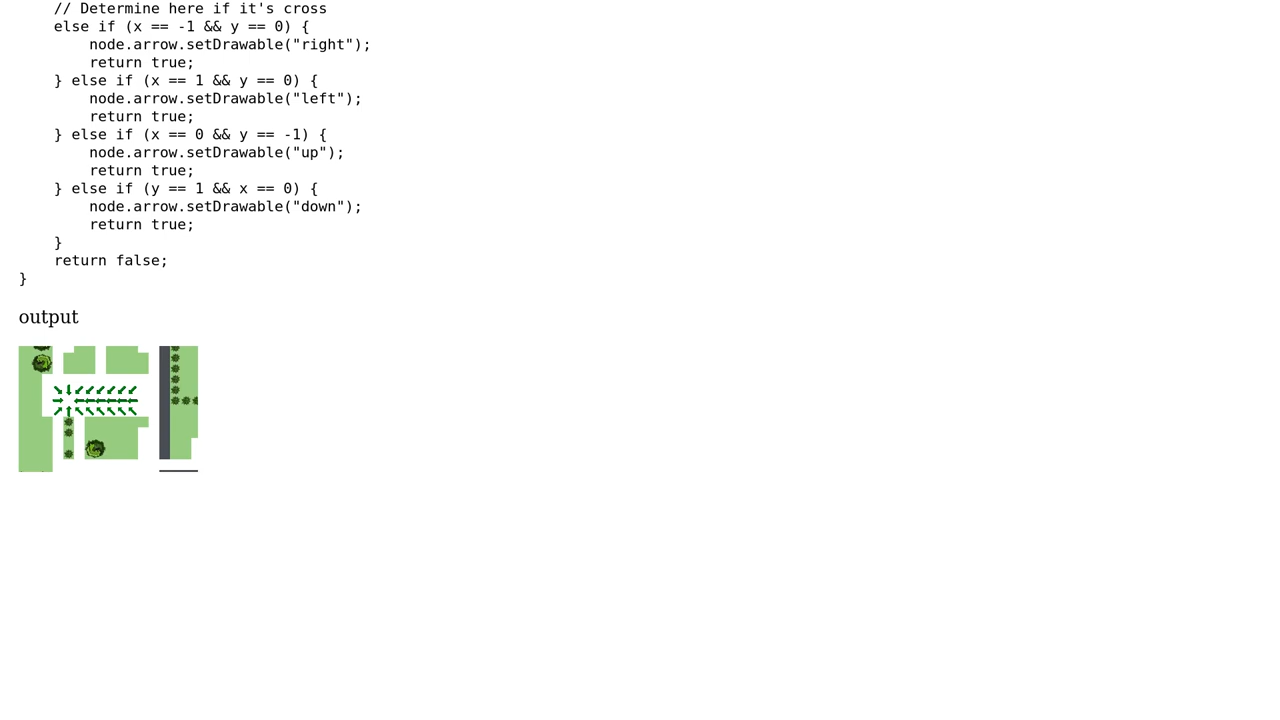 // Determine here if it's cross
else if (x == -1 && y == 0) {
node.arrow.setDrawable("right");
return true;
} else if (x == 1 && y == 0) {
node.arrow.setDrawable("left");
return true;
} else if (x == 0 && y == -1) {
node.arrow.setDrawable("up");
return true;
} else if (y == 1 && x == 0) {
node.arrow.setDrawable("down");
return true;
}
return false;
}
output